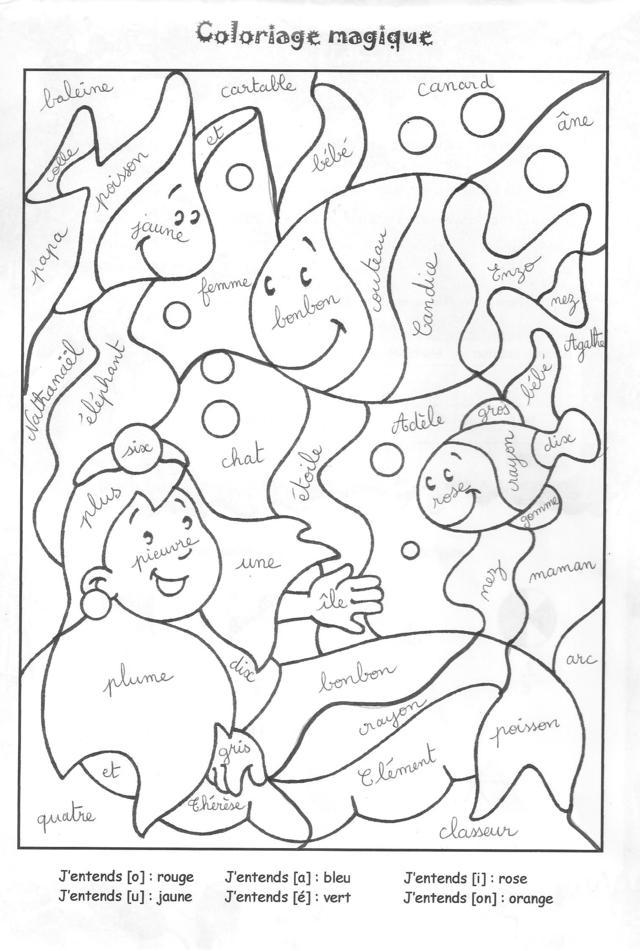 Coloriage magique
baleine
cartable
canard
âne
colle
poisson
et
bébé
papa
jaune
femme
bonbon
couteau
Candice
Enzo
nez
Agathe
Nathanaël
éléphant
bébé
Adèle
gros
dix
six
chat
étoile
rose
crayon
gomme
plus
pieuvre
une
île
nez
maman
plume
dix
bonbon
arc
crayon
poisson
gris
et
Clément
quatre
Thérèse
classeur
J'entends [o] : rouge J'entends [a] : bleu J'entends [i] : rose
J'entends [u] : jaune J'entends [é] : vert J'entends [on] : orange